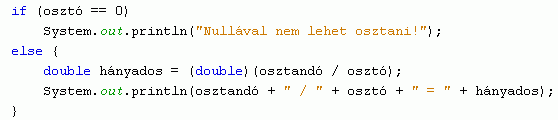 if (osztó == 0)
    System.out.println("Nullával nem lehet osztani!");
else {
    double hányados = (double)(osztandó / osztó);
    System.out.println(osztandó + " / " + osztó + " = " + hányados);
}